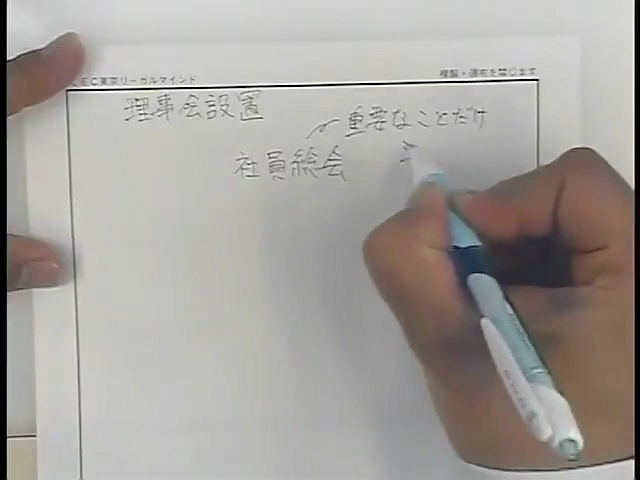 LEC東京リーガルマインド
複製・頒布を禁じます
理事会設置
重要なことだけ
社員総会